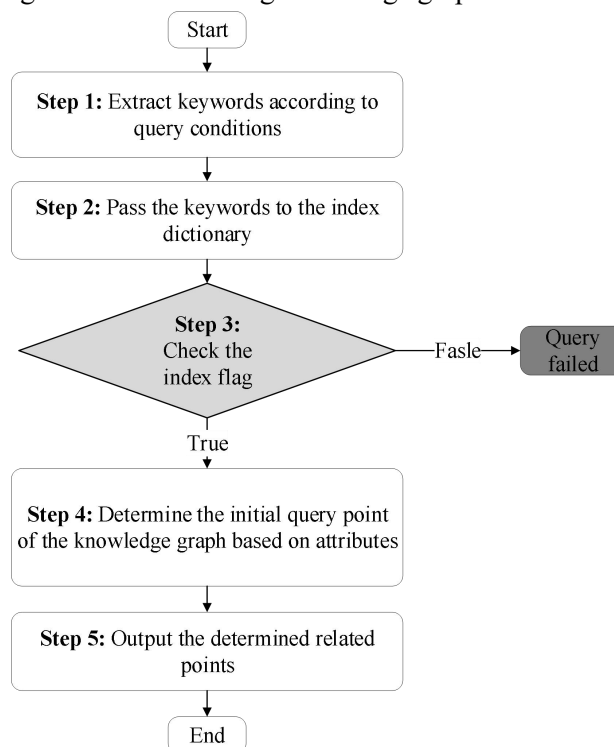 Start
Step 1: Extract keywords according to
query conditions
Step 2: Pass the keywords to the index
dictionary
Step 3:
Check the
index flag
Fasle
Query
failed
True
Step 4: Determine the initial query point
of the knowledge graph based on attributes
Step 5: Output the determined related
points
End